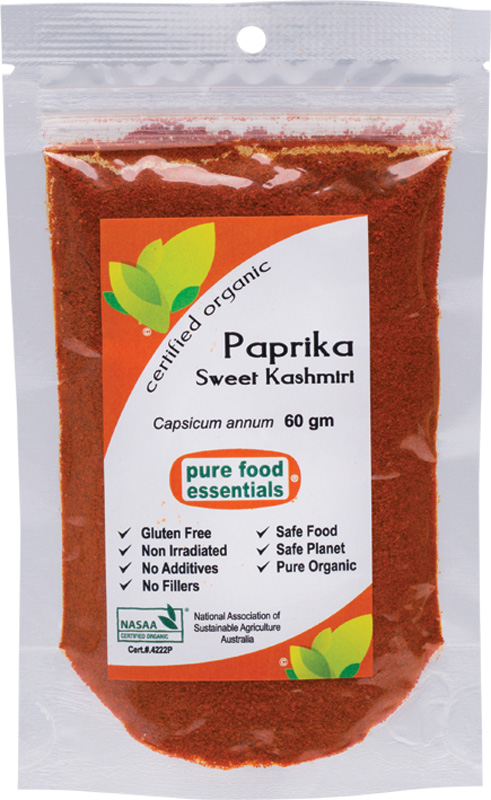 certified organic
Paprika
Sweet Kashmiri
Capsicum annum 60 gm
pure food
essentials ®
✓ Gluten Free
✓ Non Irradiated
✓ No Additives
✓ No Fillers
✓ Safe Food
✓ Safe Planet
✓ Pure Organic
NASAA ®
CERTIFIED ORGANIC
Cert.#.4222P
National Association of
Sustainable Agriculture
Australia
©
©